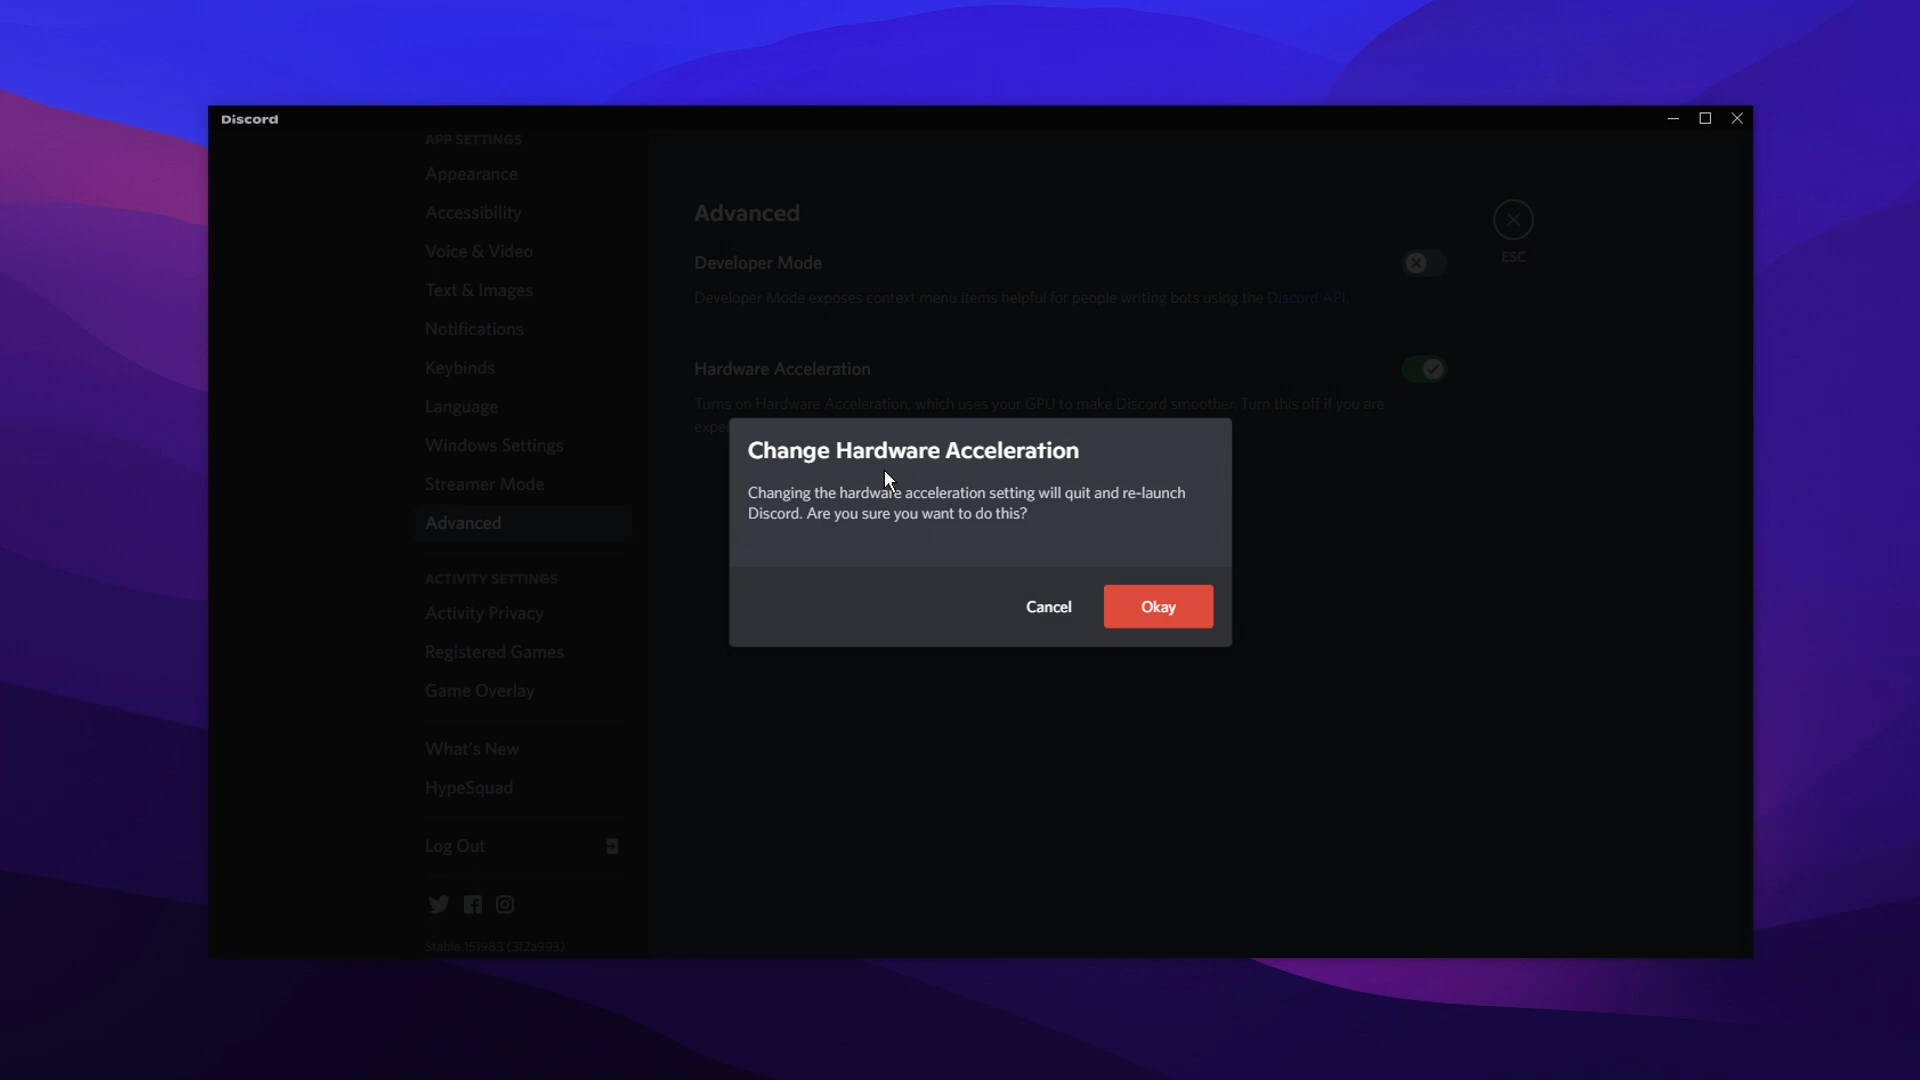 Discord
APP SETTINGS
Appearance
Accessibility
Voice & Video
Text & Images
Notifications
Keybinds
Language
Windows Settings
Streamer Mode
Advanced
ACTIVITY SETTINGS
Activity Privacy
Registered Games
Game Overlay
What's New
HypeSquad
Log Out
Stable 151983 (3f2a993)
Advanced
ESC
Developer Mode
Developer Mode exposes context menu items helpful for people writing bots using the Discord API.
Hardware Acceleration
Turns on Hardware Acceleration, which uses your GPU to make Discord smoother. Turn this off if you are
Change Hardware Acceleration
Changing the hardware acceleration setting will quit and re-launch
Discord. Are you sure you want to do this?
Cancel
Okay